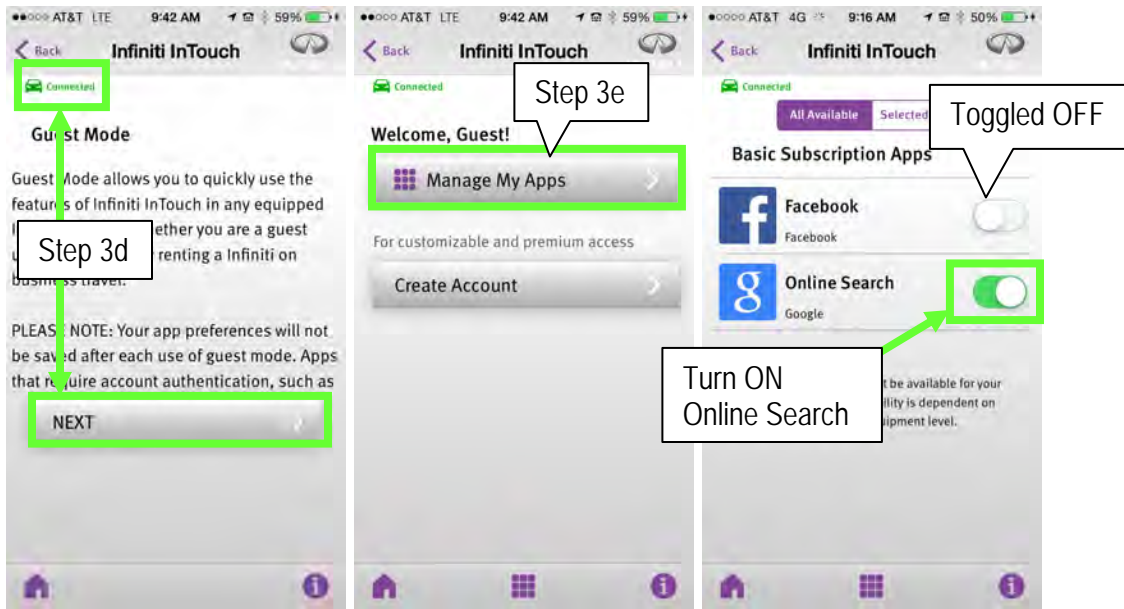 AT&T LTE 9:42 AM 59%
Back Infiniti InTouch
Connected
Guest Mode
Guest Mode allows you to quickly use the
features of Infiniti InTouch in any equipped
ether you are a guest
Step 3d
renting a Infiniti on
business travel.
PLEASE NOTE: Your app preferences will not
be saved after each use of guest mode. Apps
that require account authentication, such as
NEXT
AT&T LTE 9:42 AM 59%
Back Infiniti InTouch
Connected
Step 3e
Welcome, Guest!
Manage My Apps
For customizable and premium access
Create Account
AT&T 4G 9:16 AM 50%
Back Infiniti InTouch
Connected
All Available Selected
Toggled OFF
Basic Subscription Apps
Facebook
Facebook
Online Search
Google
Turn ON
Online Search
t be available for your
ility is dependent on
uipment level.